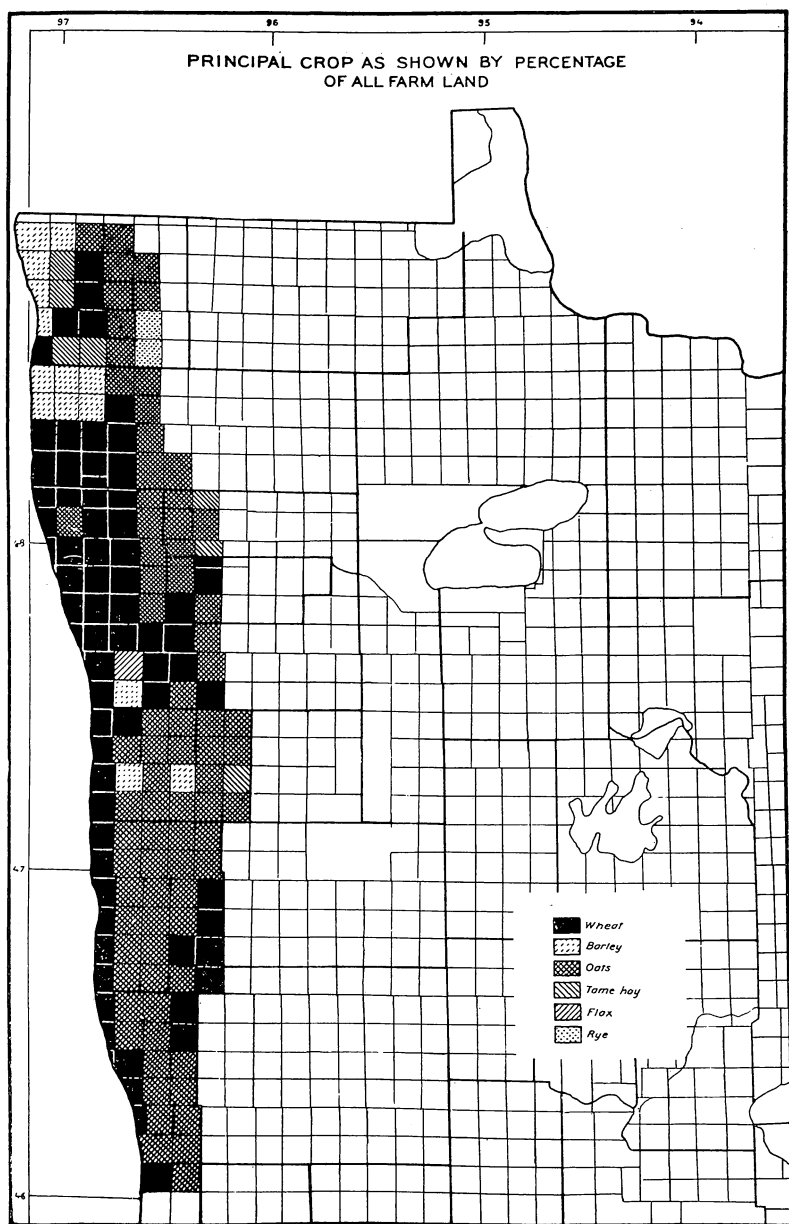 97 96 95 94
PRINCIPAL CROP AS SHOWN BY PERCENTAGE
OF ALL FARM LAND
48
47
Wheat
Barley
Oats
Tame hay
Flax
Rye
46